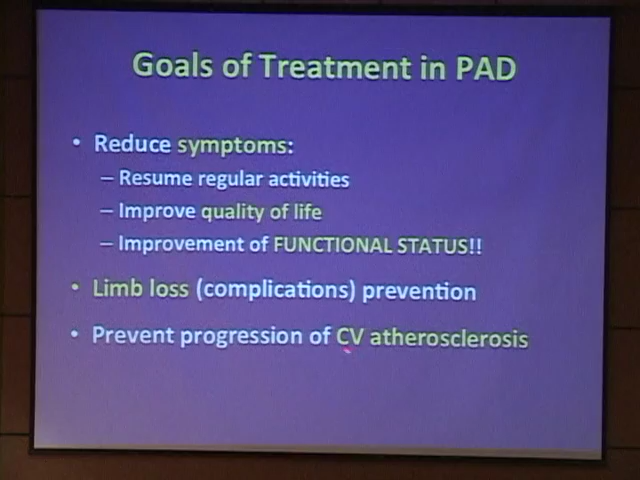 Goals of Treatment in PAD
• Reduce symptoms:
– Resume regular activities
– Improve quality of life
– Improvement of FUNCTIONAL STATUS!!
• Limb loss (complications) prevention
• Prevent progression of CV atherosclerosis